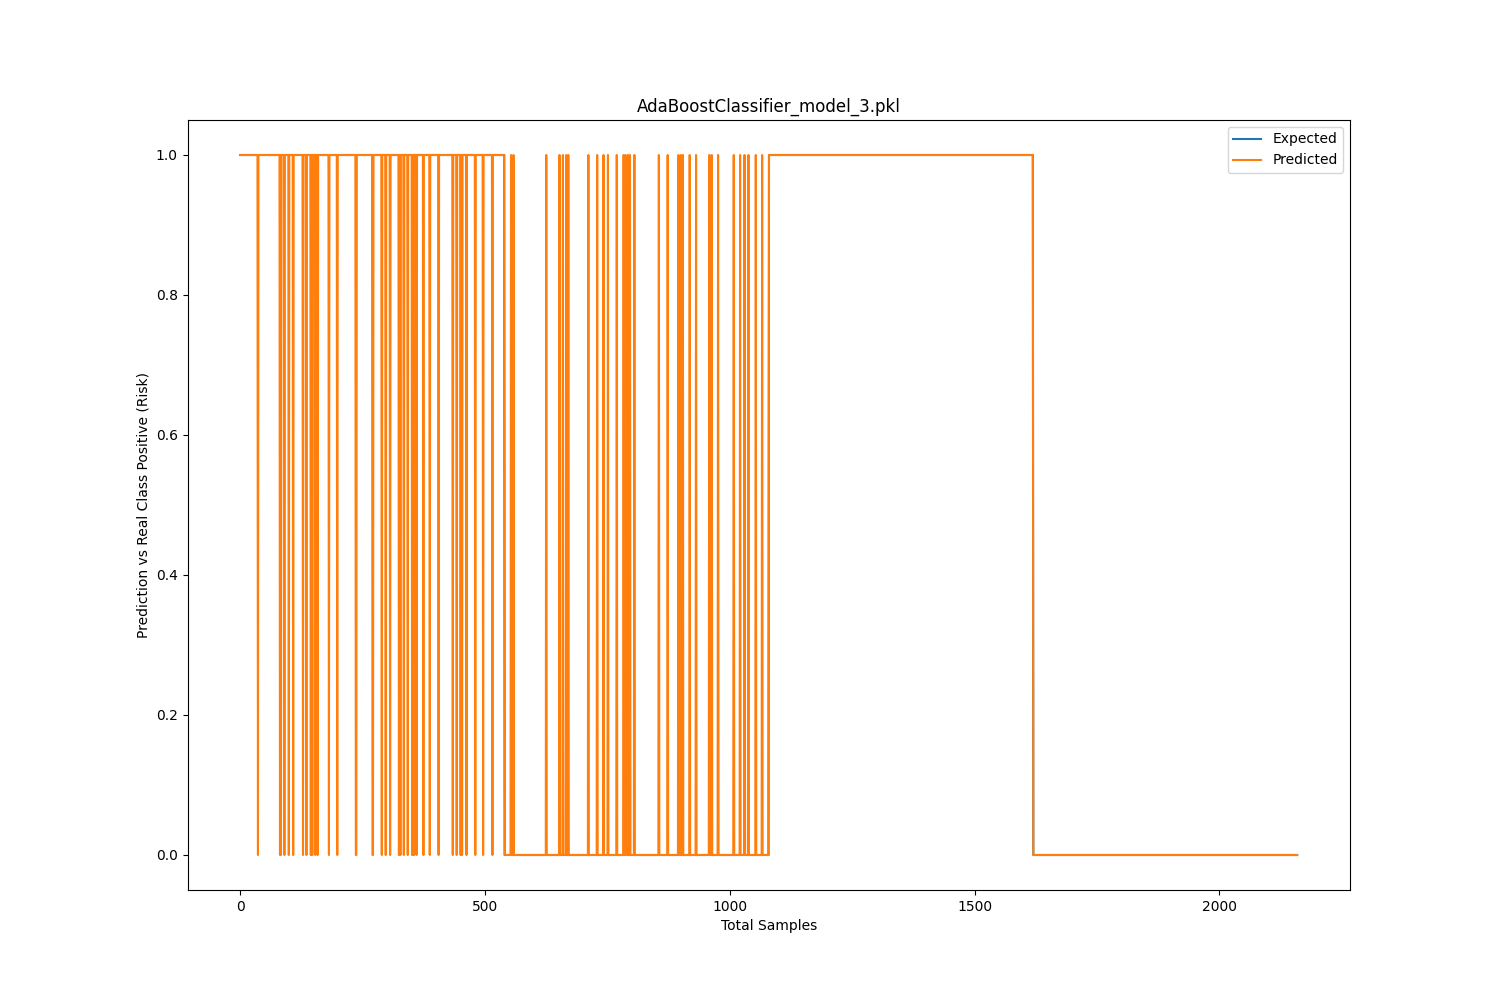 AdaBoostClassifier_model_3.pkl
Expected
Predicted
1.0
0.8
0.6
0.4
0.2
0.0
Prediction vs Real Class Positive (Risk)
0
500
1000
1500
2000
Total Samples